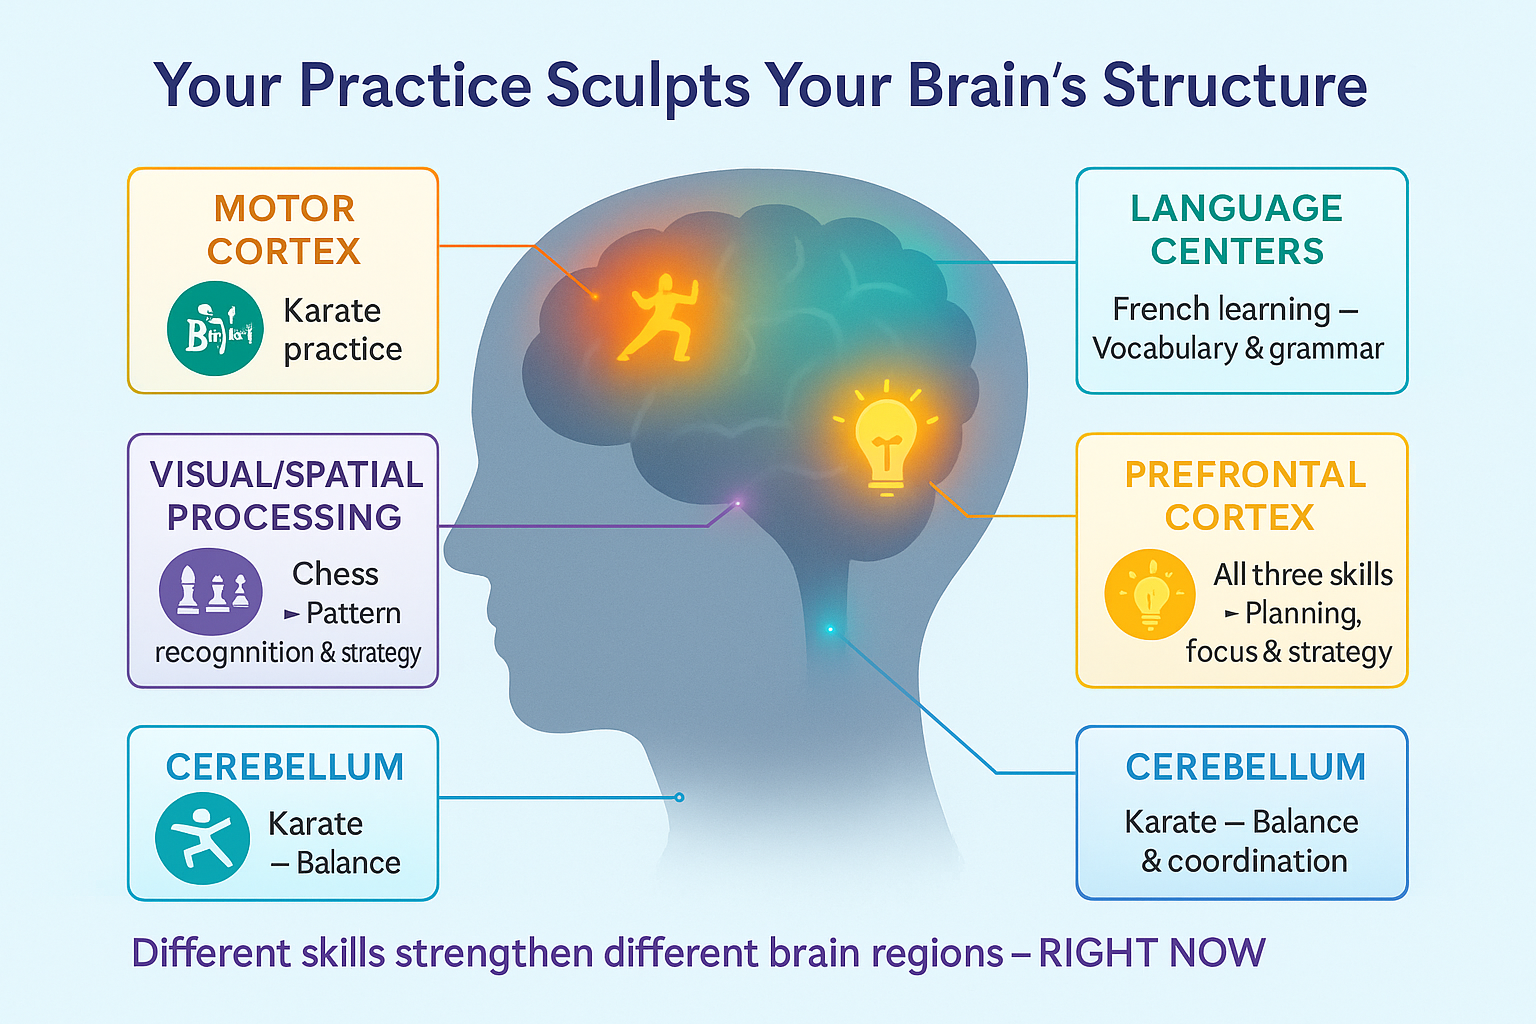 Your Practice Sculpts Your Brain's Structure
MOTOR
CORTEX
Karate
practice
VISUAL/SPATIAL
PROCESSING
Chess
► Pattern
recognnition & strategy
CEREBELLUM
Karate
– Balance
LANGUAGE
CENTERS
French learning –
Vocabulary & grammar
PREFRONTAL
CORTEX
All three skills
► Planning,
focus & strategy
CEREBELLUM
Karate – Balance
& coordination
Different skills strengthen different brain regions – RIGHT NOW